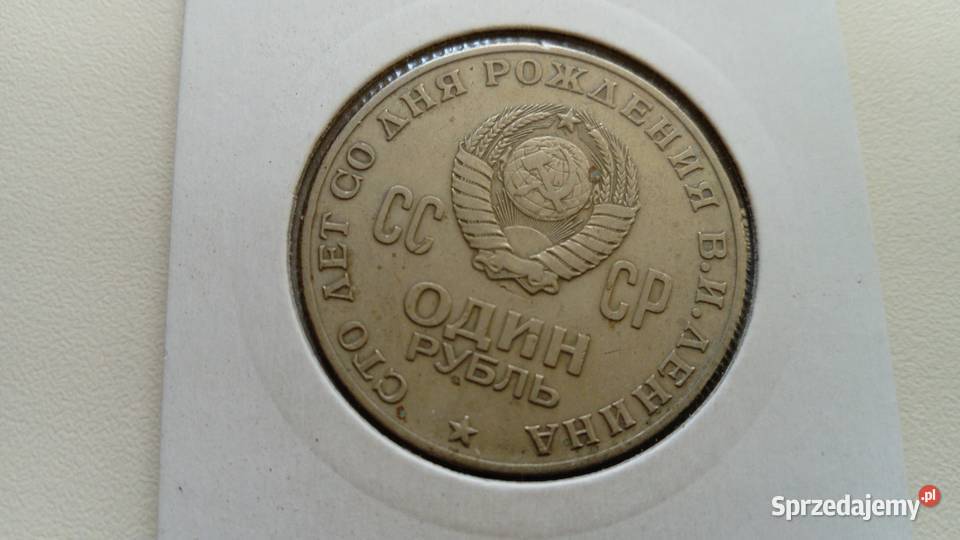 СТО ЛЕТ СО ДНЯ РОЖДЕНИЯ В.И.ЛЕНИНА
СС СР
ОДИН
РУБЛЬ
Sprzedajemy.pl